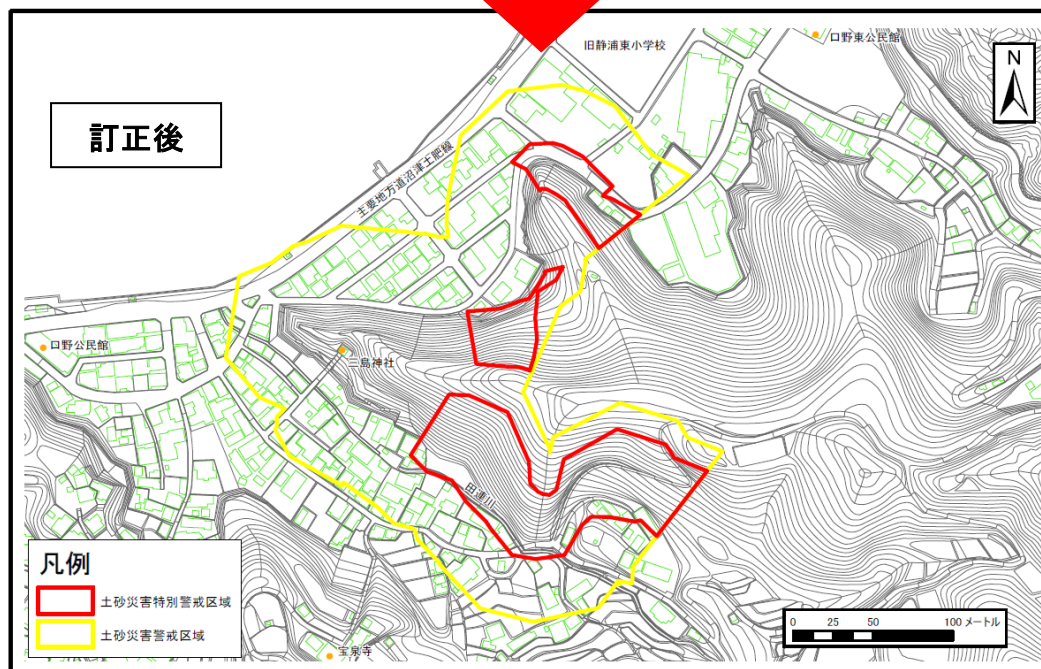 訂正後
旧静浦東小学校
口野東公民館
N
主要地方道沼津土肥線
口野公民館
三島神社
田連川
凡例
土砂災害特別警戒区域
土砂災害警戒区域
宝泉寺
0 25 50 100 メートル